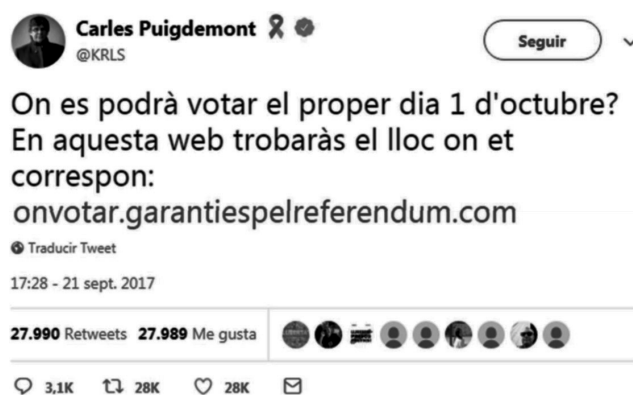 Carles Puigdemont
@KRLS
Seguir
On es podrà votar el proper dia 1 d'octubre?
En aquesta web trobaràs el lloc on et
correspon:
onvotar.garantiespelreferendum.com
Traducir Tweet
17:28 - 21 sept. 2017
27.990 Retweets 27.989 Me gusta
3,1K 28K 28K